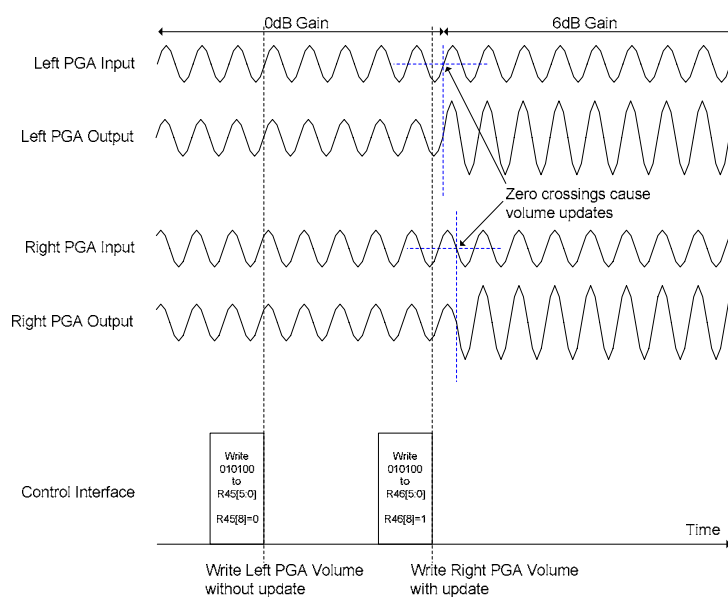 0dB Gain
6dB Gain
Left PGA Input
Left PGA Output
Zero crossings cause
volume updates
Right PGA Input
Right PGA Output
Write
010100
to
R45[5:0]
R45[8]=0
Write
010100
to
R46[5:0]
R46[8]=1
Control Interface
Time
Write Left PGA Volume
without update
Write Right PGA Volume
with update